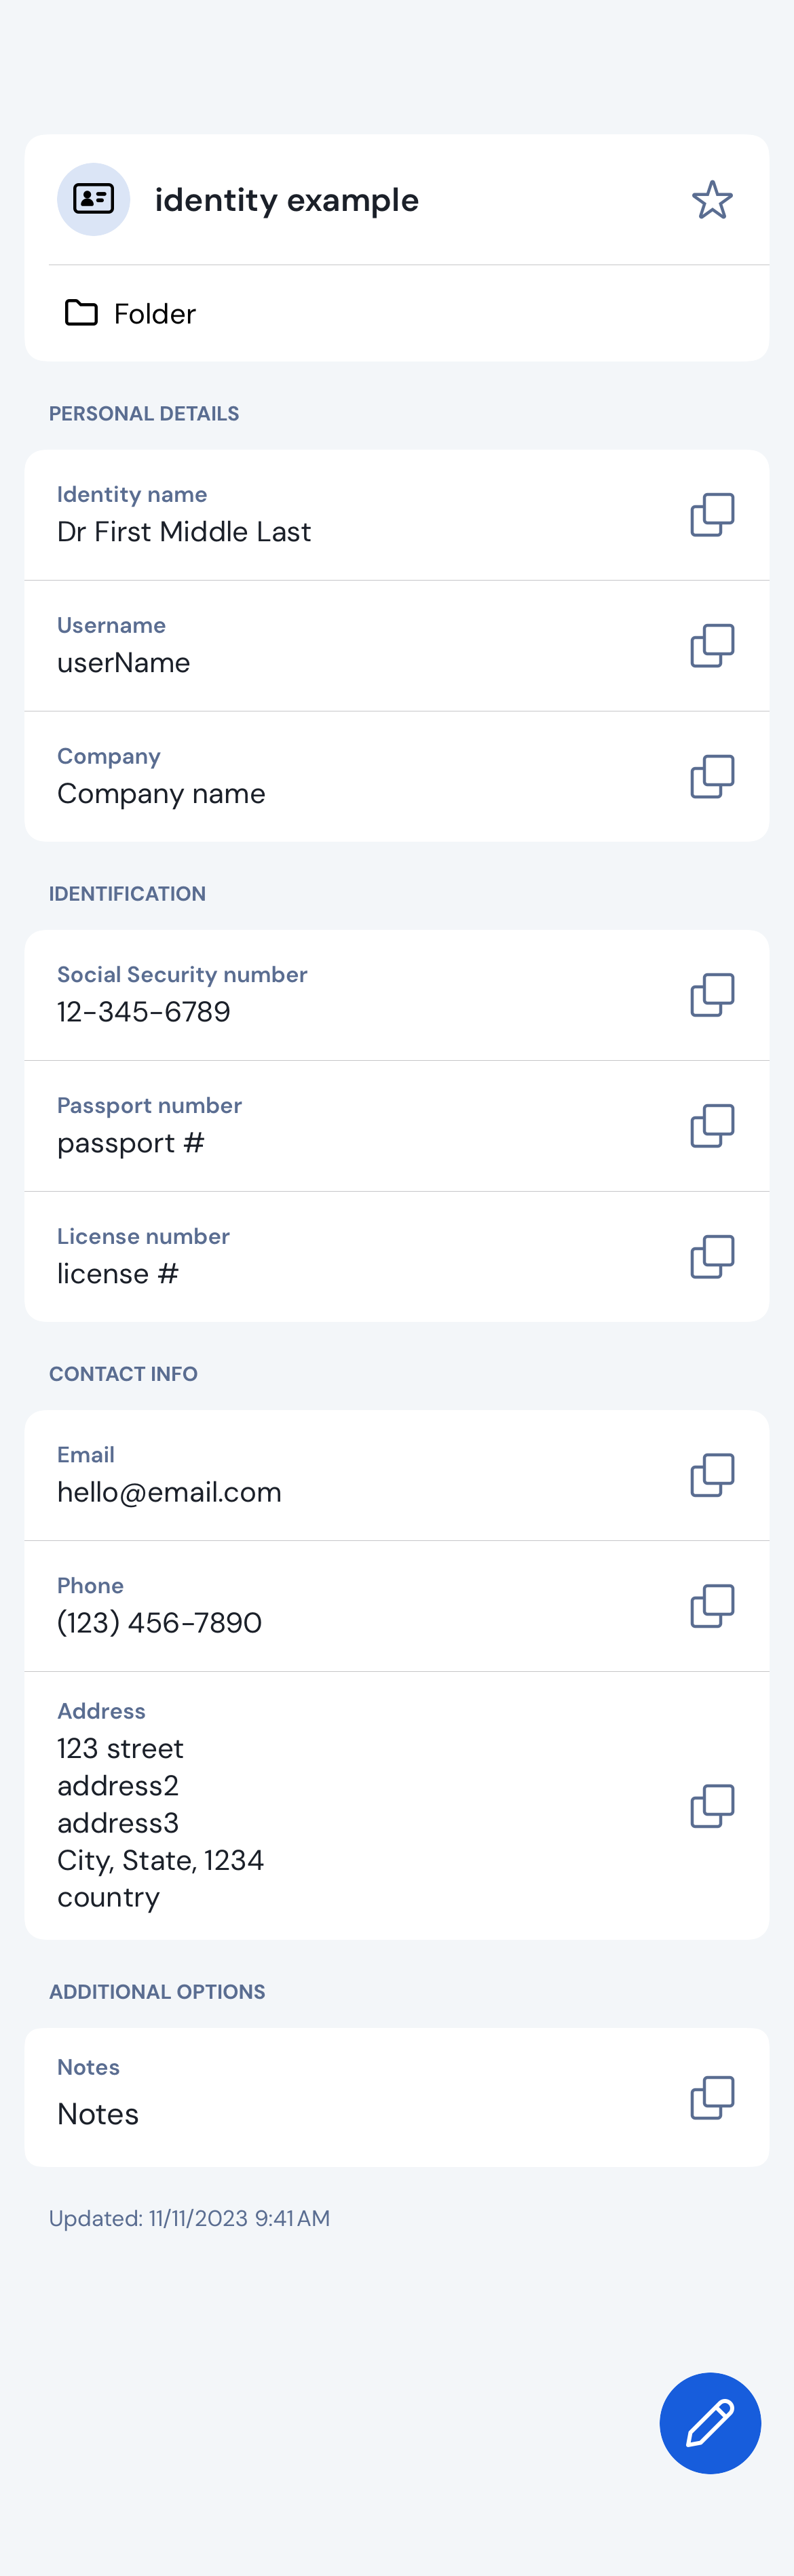 identity example
Folder
PERSONAL DETAILS
Identity name
Dr First Middle Last
Username
userName
Company
Company name
IDENTIFICATION
Social Security number
12-345-6789
Passport number
passport #
License number
license #
CONTACT INFO
Email
hello@email.com
Phone
(123) 456-7890
Address
123 street
address2
address3
City, State, 1234
country
ADDITIONAL OPTIONS
Notes
Notes
Updated: 11/11/2023 9:41 AM